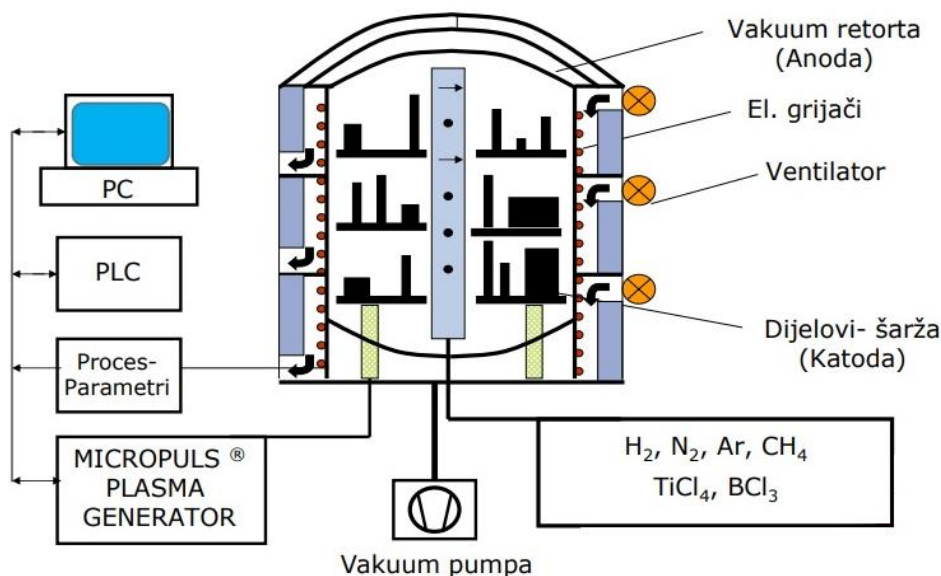 Vakuum retorta
(Anoda)
El. grijači
Ventilator
PC
PLC
Dijelovi- šarža
(Katoda)
Proces-
Parametri
MICROPULS ®
PLASMA
GENERATOR
H₂, N₂, Ar, CH₄
TiCl₄, BCl₃
Vakuum pumpa